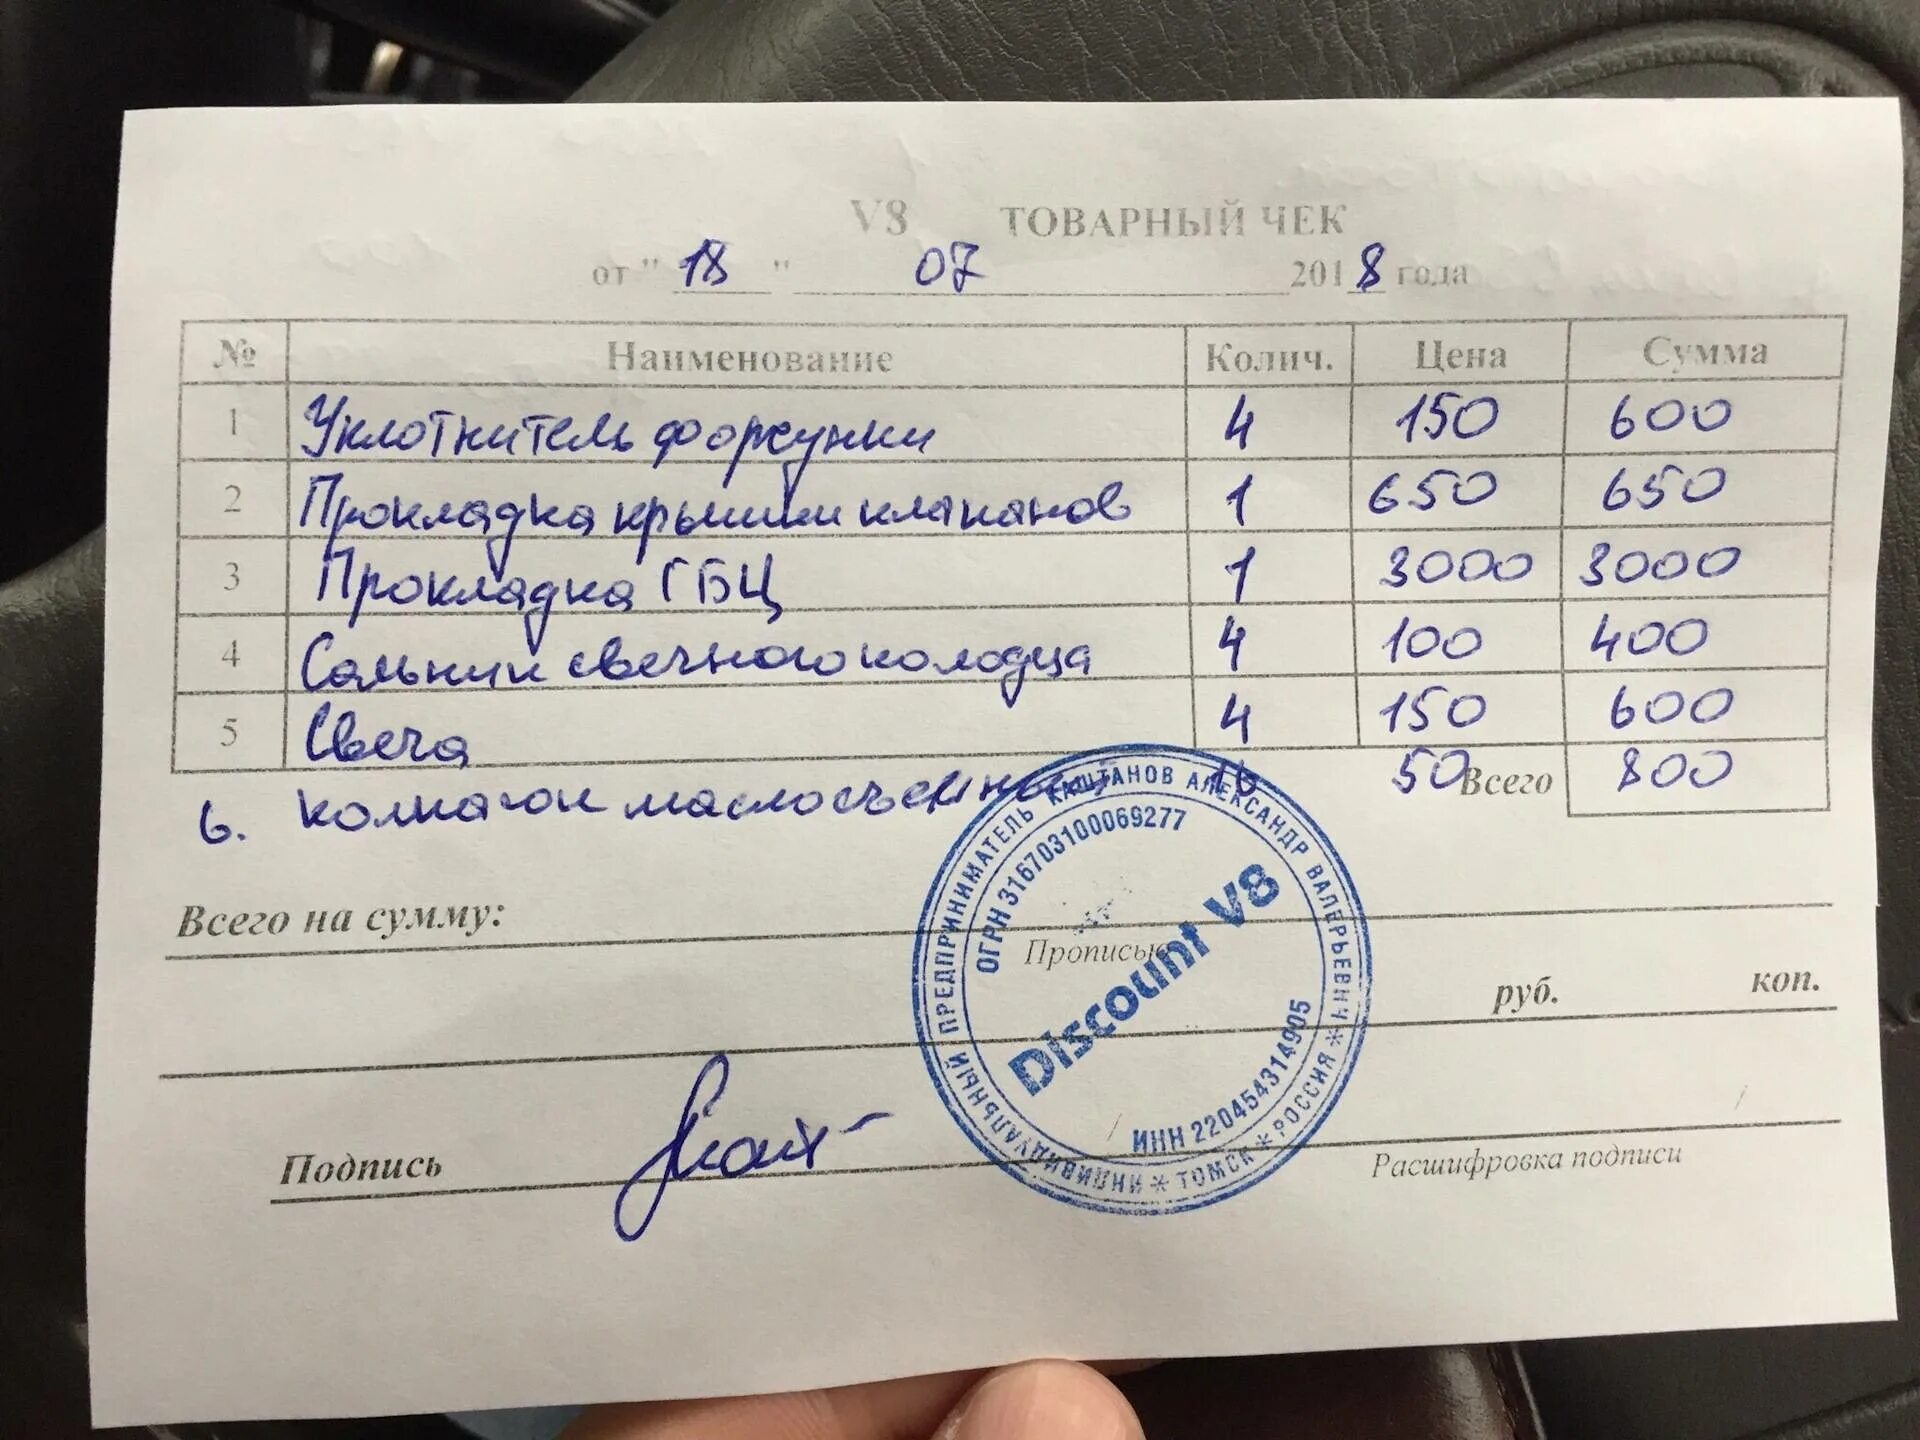 V8 ТОВАРНЫЙ ЧЕК
от " 18 " 07 2018 года
№ Наименование Колич. Цена Сумма
1 Уплотнитель форсунки 4 150 600
2 Прокладка крышки клапанов 1 650 650
3 Прокладка ГБЦ 1 3000 3000
4 Сальник свечного колодца 4 100 400
5 Свеча 4 150 600
6. колпачок маслосъемный 16 50 Всего 800
Всего на сумму:
Прописью
руб. коп.
Подпись
Расшифровка подписи
ИНДИВИДУАЛЬНЫЙ ПРЕДПРИНИМАТЕЛЬ КАШТАНОВ АЛЕКСАНДР ВАЛЕРЬЕВИЧ * РОССИЯ * ТОМСК *
ОГРН 316703100069277
Discount V8
ИНН 220454314905